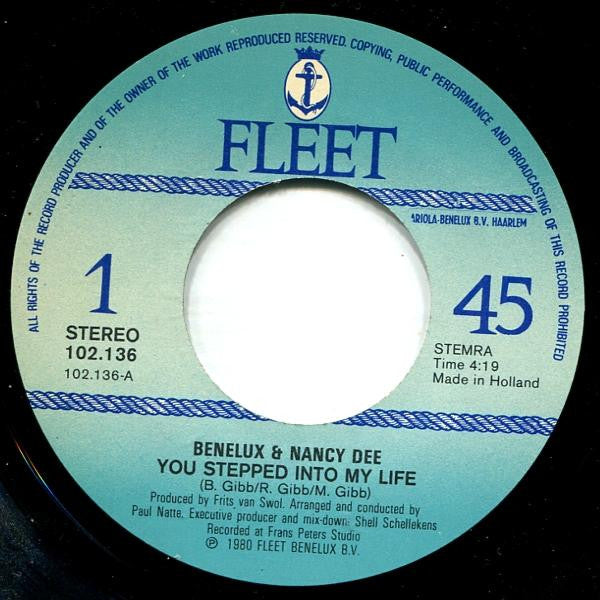 ALL RIGHTS OF THE RECORD PRODUCER AND OF THE OWNER OF THE WORK REPRODUCED RESERVED. COPYING, PUBLIC PERFORMANCE AND BROADCASTING OF THIS RECORD PROHIBITED
FLEET
ARIOLA-BENELUX B.V. HAARLEM
1
45
STEREO
102.136
102.136-A
STEMRA
Time 4:19
Made in Holland
BENELUX & NANCY DEE
YOU STEPPED INTO MY LIFE
(B. Gibb/R. Gibb/M. Gibb)
Produced by Frits van Swol. Arranged and conducted by
Paul Natte. Executive producer and mix-down: Shell Schellekens
Recorded at Frans Peters Studio
℗ 1980 FLEET BENELUX B.V.